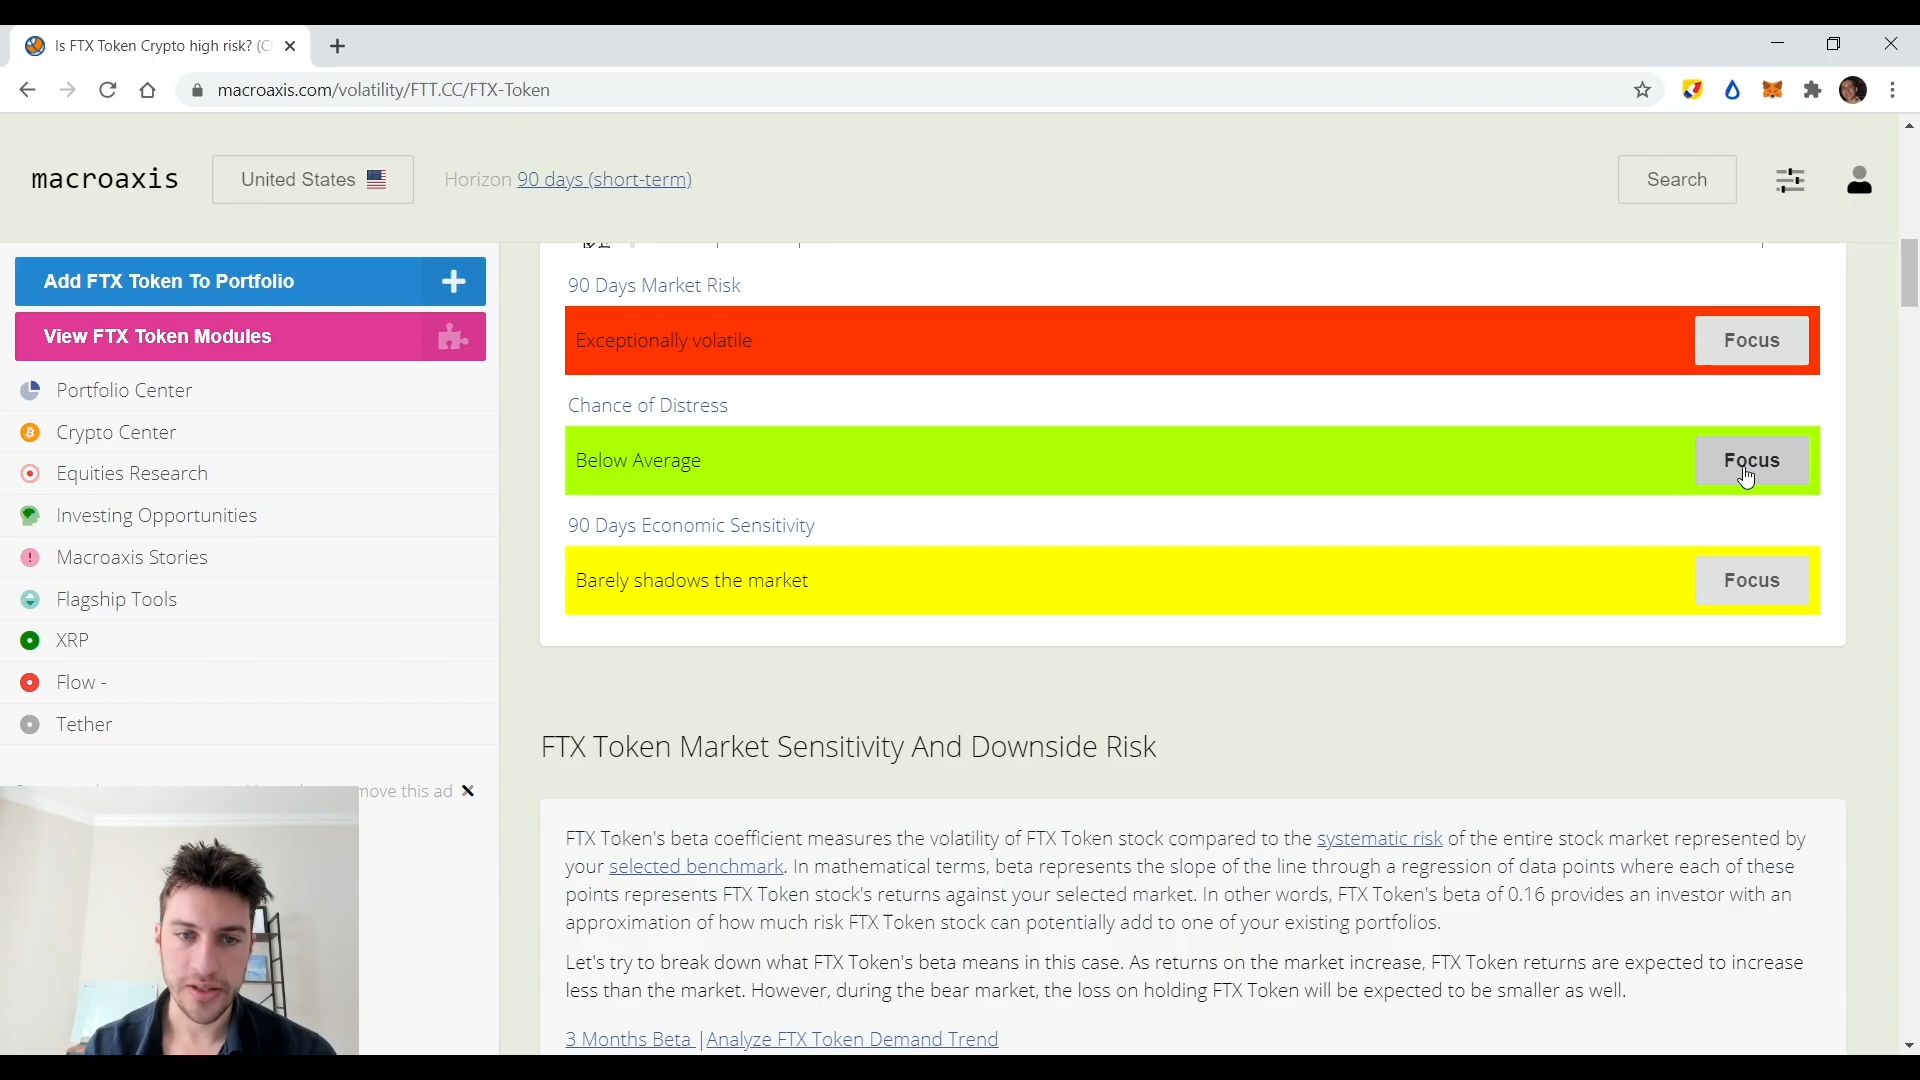 Is FTX Token Crypto high risk? (C
macroaxis.com/volatility/FTT.CC/FTX-Token
macroaxis
United States
Horizon 90 days (short-term)
Search
Add FTX Token To Portfolio
View FTX Token Modules
Portfolio Center
Crypto Center
Equities Research
Investing Opportunities
Macroaxis Stories
Flagship Tools
XRP
Flow -
Tether
move this ad
90 Days Market Risk
Exceptionally volatile
Focus
Chance of Distress
Below Average
Focus
90 Days Economic Sensitivity
Barely shadows the market
Focus
FTX Token Market Sensitivity And Downside Risk
FTX Token's beta coefficient measures the volatility of FTX Token stock compared to the systematic risk of the entire stock market represented by
your selected benchmark. In mathematical terms, beta represents the slope of the line through a regression of data points where each of these
points represents FTX Token stock's returns against your selected market. In other words, FTX Token's beta of 0.16 provides an investor with an
approximation of how much risk FTX Token stock can potentially add to one of your existing portfolios.
Let's try to break down what FTX Token's beta means in this case. As returns on the market increase, FTX Token returns are expected to increase
less than the market. However, during the bear market, the loss on holding FTX Token will be expected to be smaller as well.
3 Months Beta |Analyze FTX Token Demand Trend